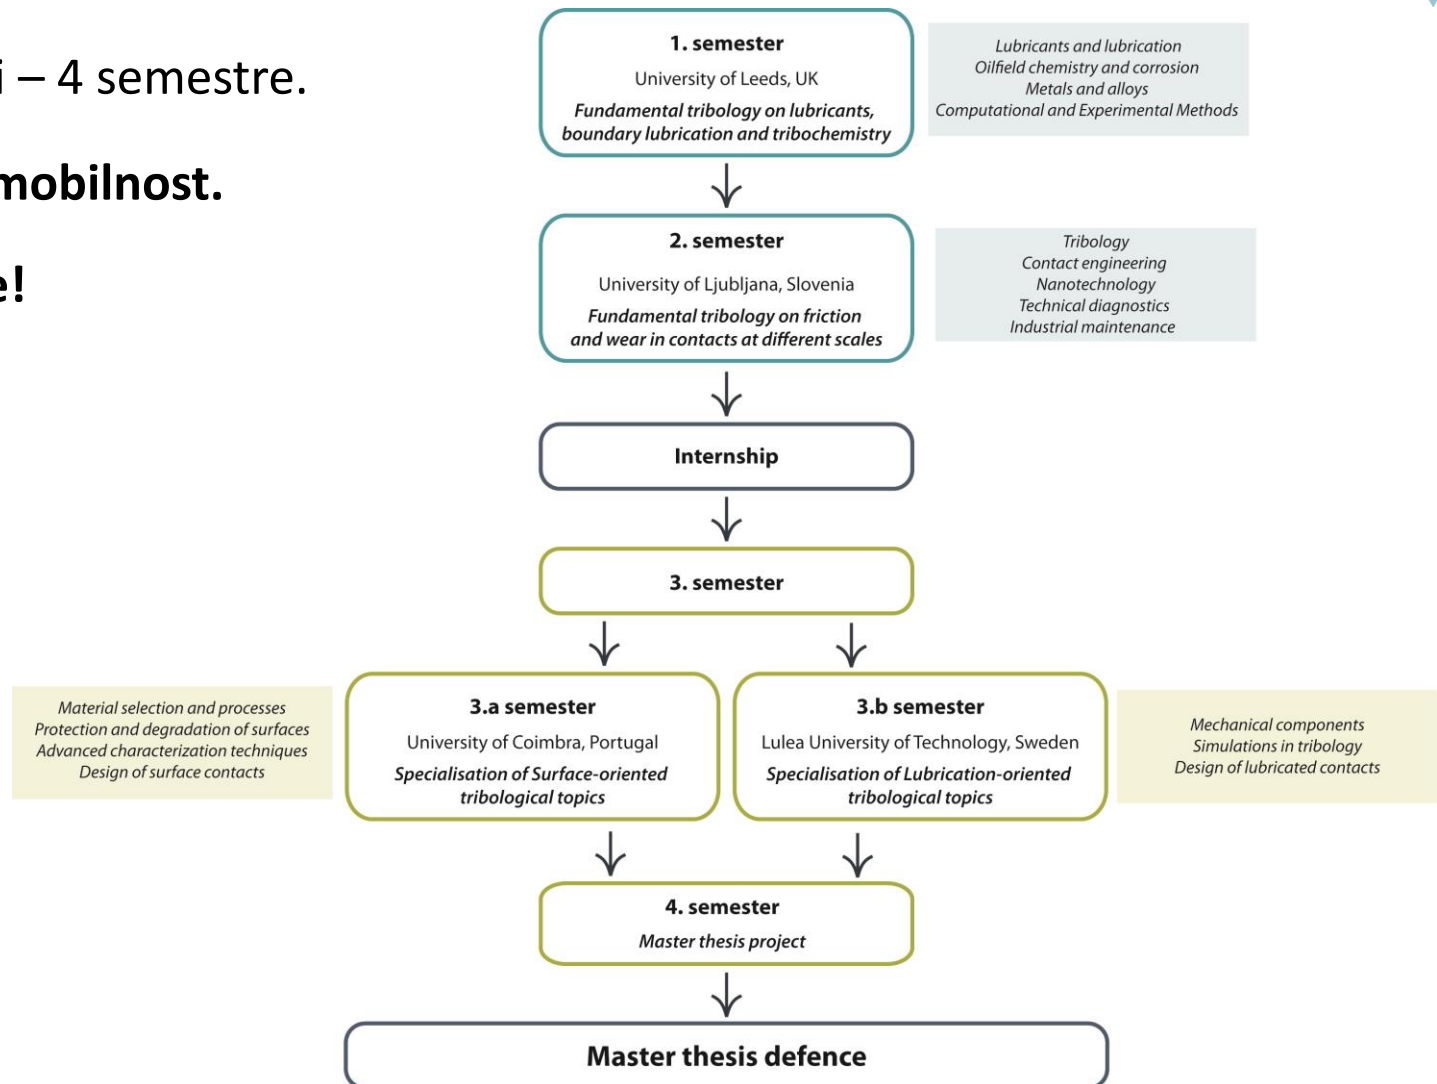 i – 4 semestre.
mobilnost.
e!
1. semester
University of Leeds, UK
Fundamental tribology on lubricants,
boundary lubrication and tribochemistry
Lubricants and lubrication
Oilfield chemistry and corrosion
Metals and alloys
Computational and Experimental Methods
2. semester
University of Ljubljana, Slovenia
Fundamental tribology on friction
and wear in contacts at different scales
Tribology
Contact engineering
Nanotechnology
Technical diagnostics
Industrial maintenance
Internship
3. semester
Material selection and processes
Protection and degradation of surfaces
Advanced characterization techniques
Design of surface contacts
3.a semester
University of Coimbra, Portugal
Specialisation of Surface-oriented
tribological topics
3.b semester
Lulea University of Technology, Sweden
Specialisation of Lubrication-oriented
tribological topics
Mechanical components
Simulations in tribology
Design of lubricated contacts
4. semester
Master thesis project
Master thesis defence